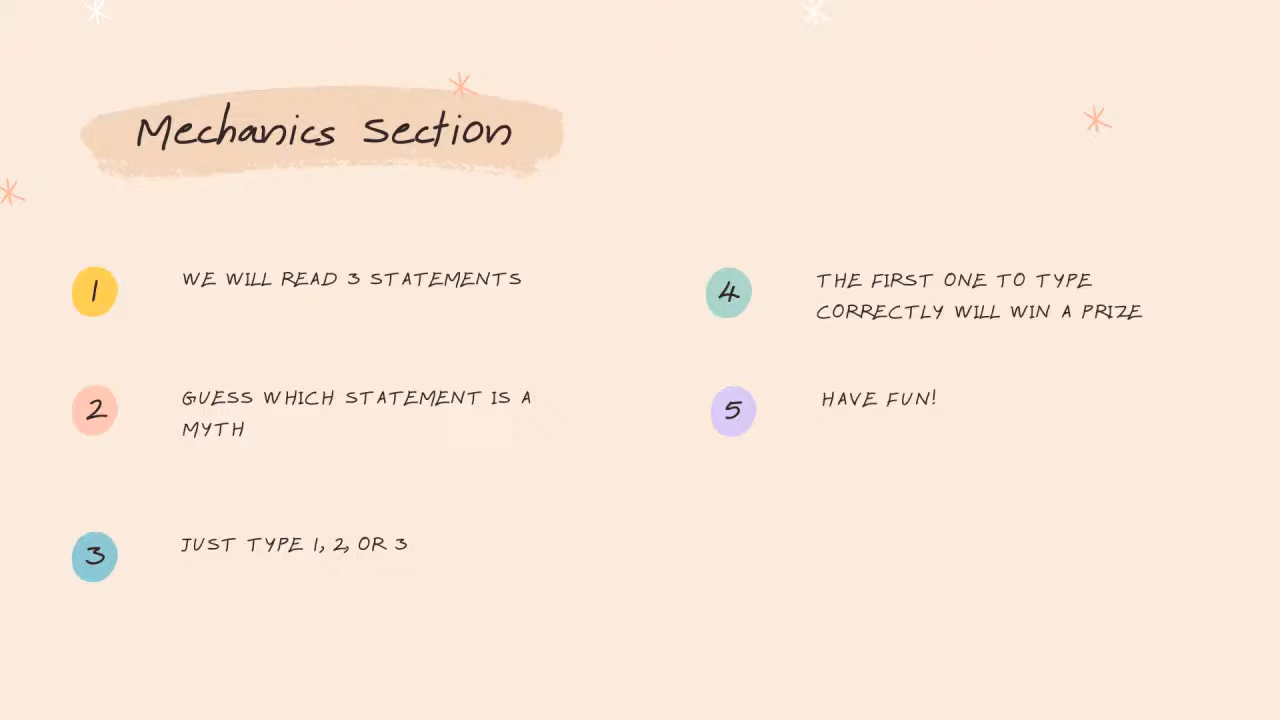 Mechanics Section
1
WE WILL READ 3 STATEMENTS
2
GUESS WHICH STATEMENT IS A
MYTH
3
JUST TYPE 1, 2, OR 3
4
THE FIRST ONE TO TYPE
CORRECTLY WILL WIN A PRIZE
5
HAVE FUN!